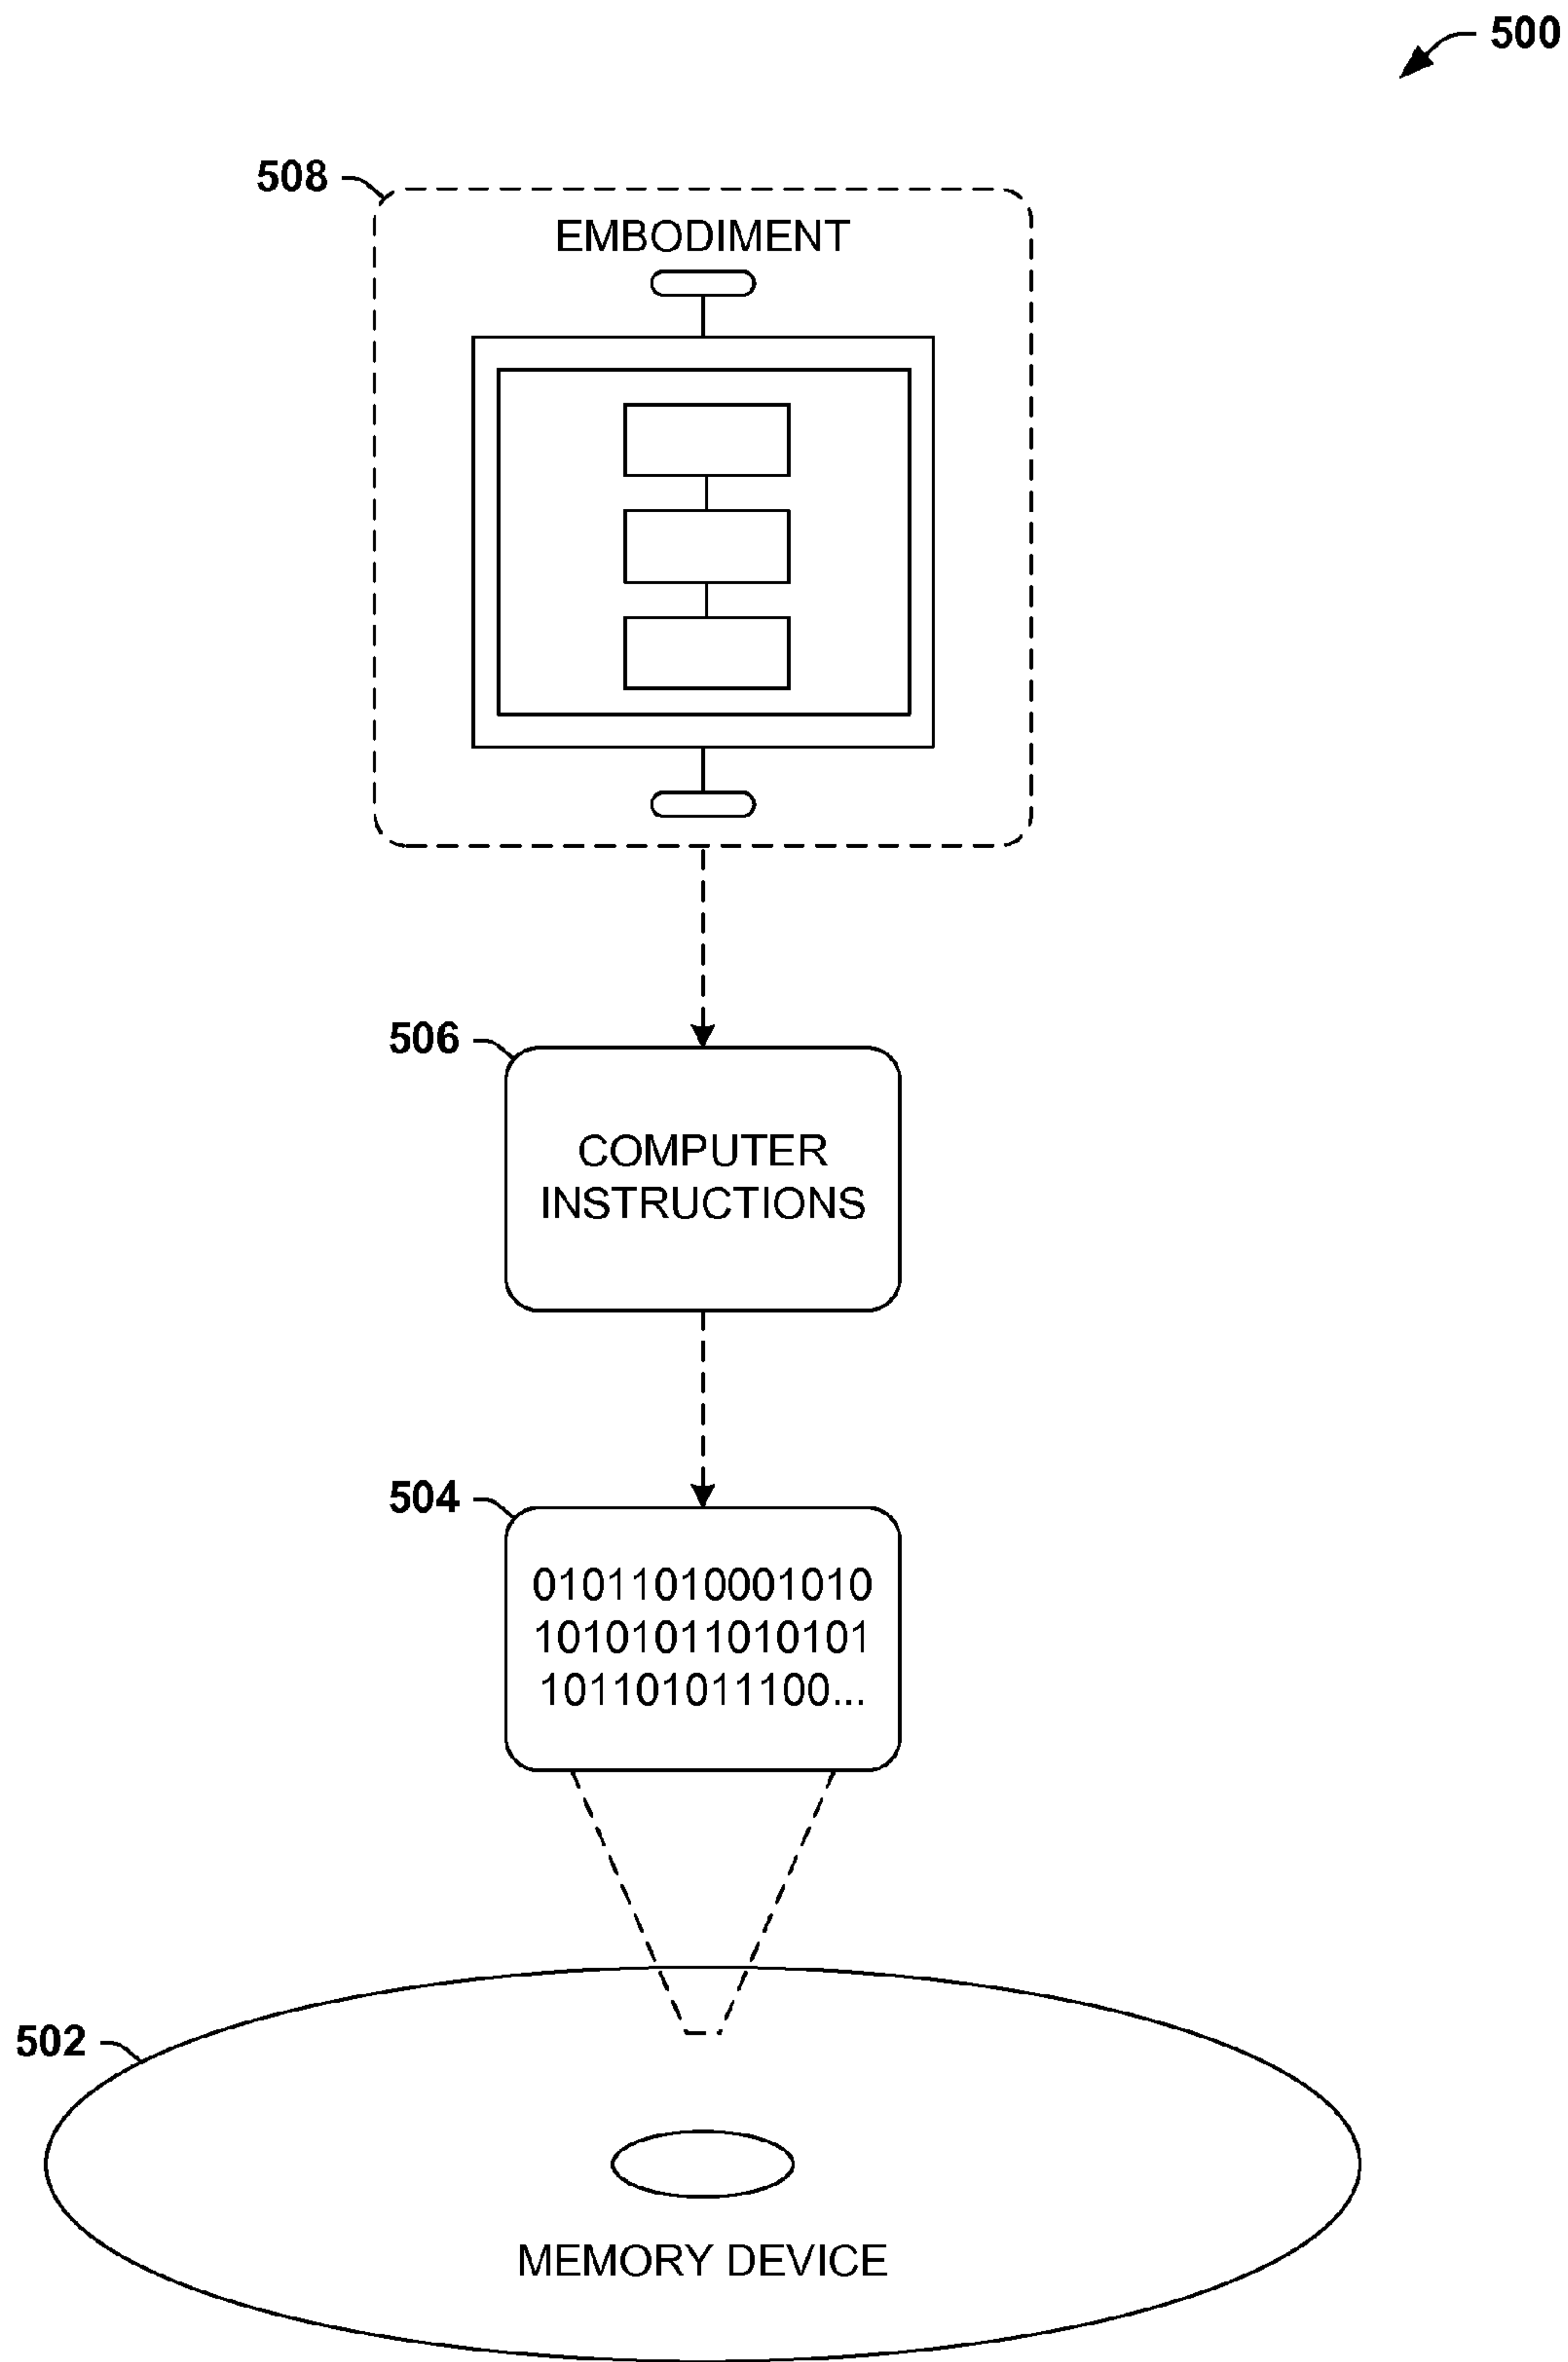 500
508
EMBODIMENT
506
COMPUTER
INSTRUCTIONS
504
01011010001010
10101011010101
101101011100...
502
MEMORY DEVICE